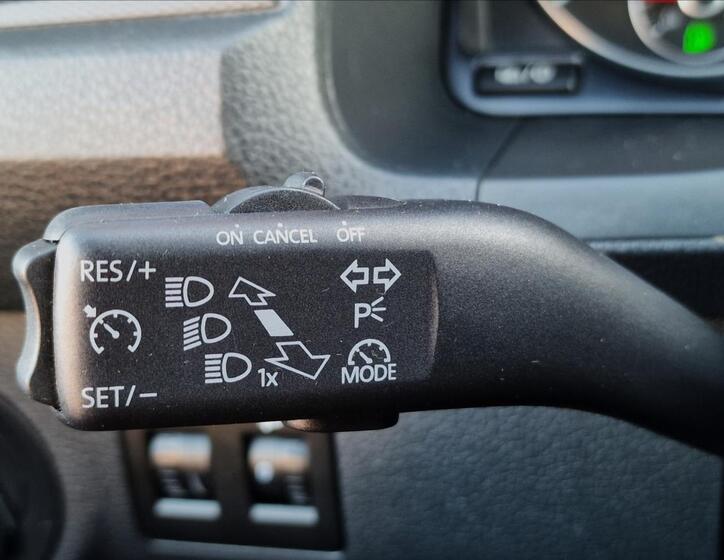 ON CANCEL OFF
RES/+
P
1x
MODE
SET/-